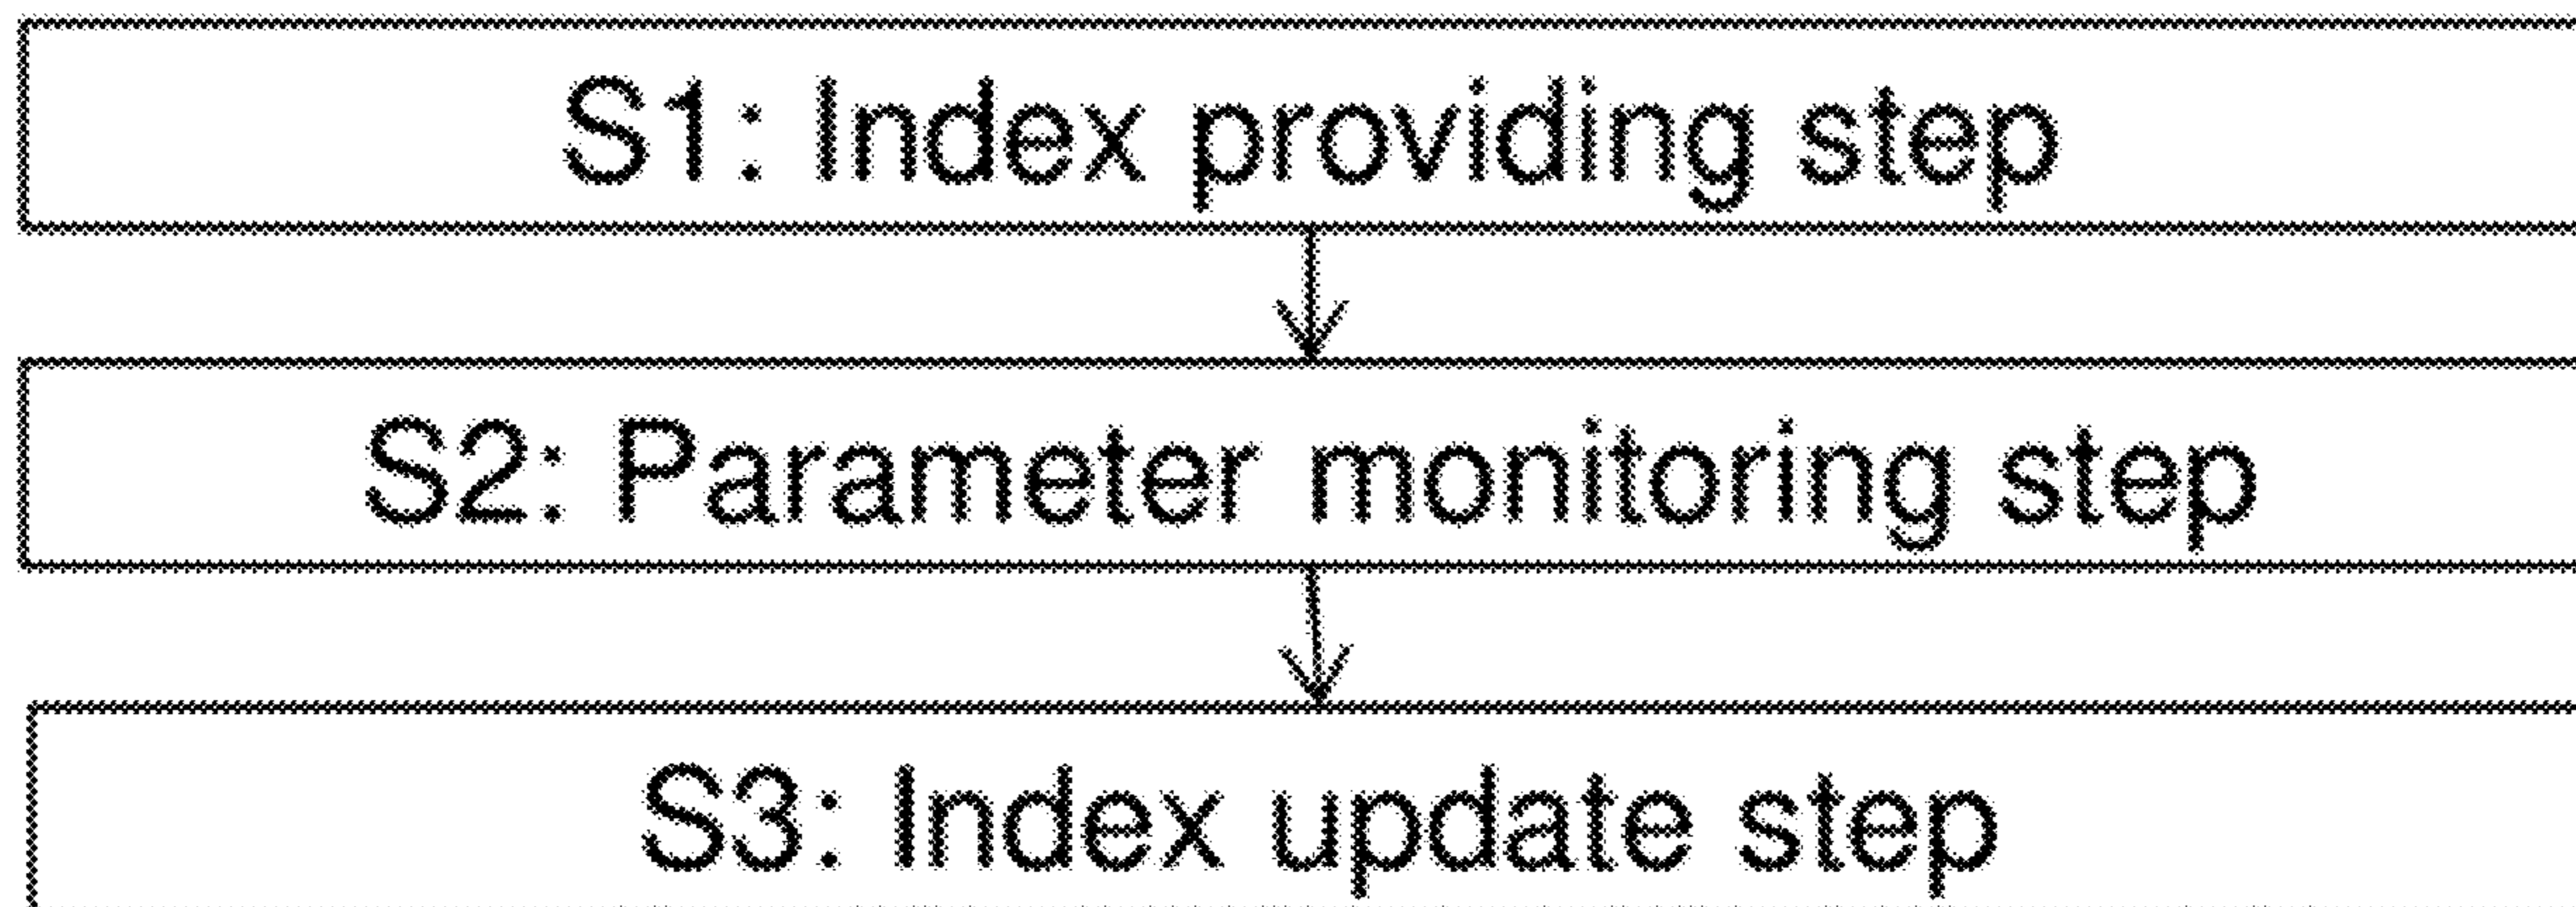 S1: Index providing step
S2: Parameter monitoring step
S3: Index update step